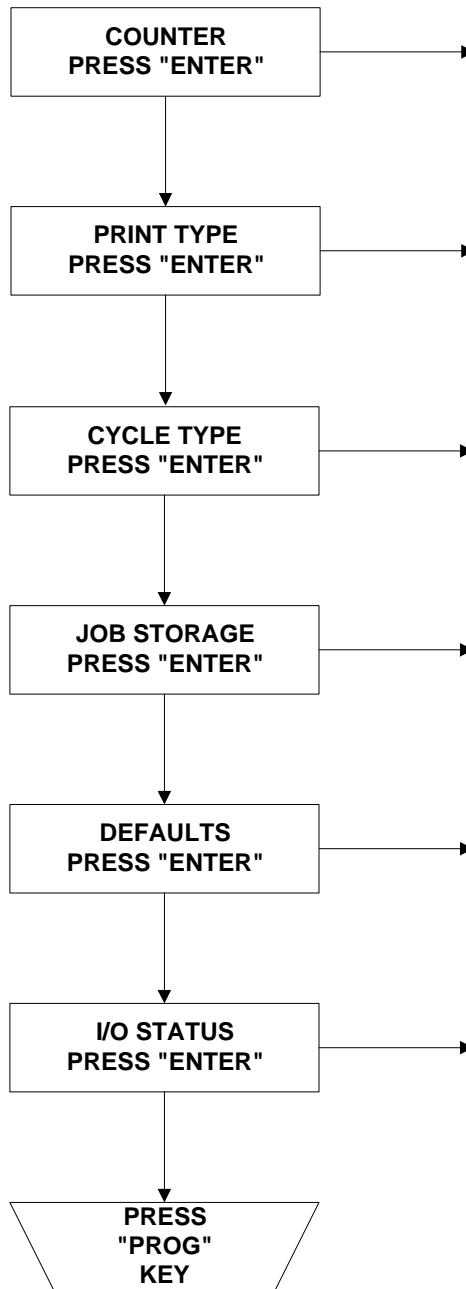 COUNTER
PRESS "ENTER"
PRINT TYPE
PRESS "ENTER"
CYCLE TYPE
PRESS "ENTER"
JOB STORAGE
PRESS "ENTER"
DEFAULTS
PRESS "ENTER"
I/O STATUS
PRESS "ENTER"
PRESS
"PROG"
KEY